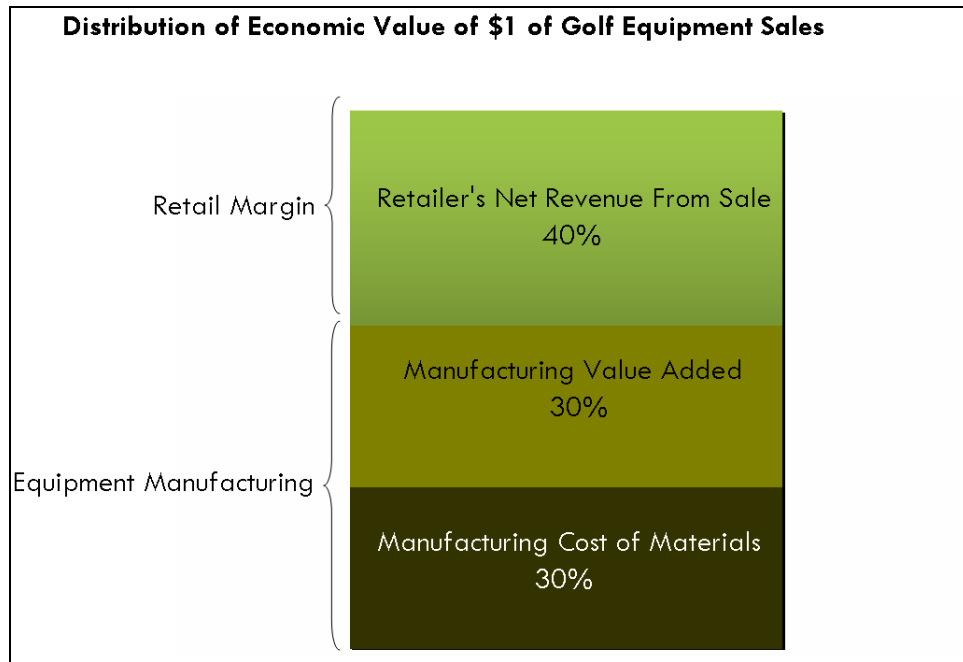 Distribution of Economic Value of $1 of Golf Equipment Sales
Retail Margin
Retailer's Net Revenue From Sale
40%
Manufacturing Value Added
30%
Equipment Manufacturing
Manufacturing Cost of Materials
30%